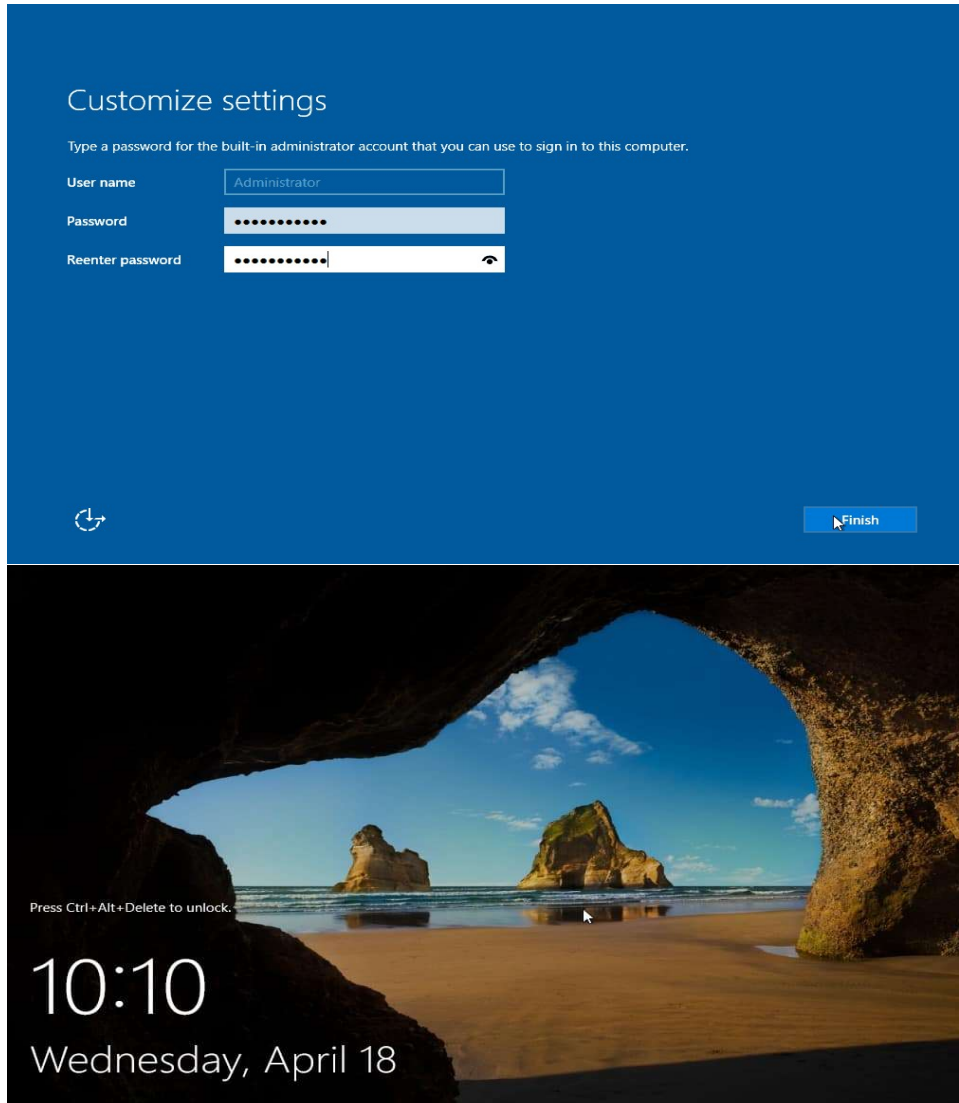 Customize settings
Type a password for the built-in administrator account that you can use to sign in to this computer.
User name Administrator
Password •••••••••••
Reenter password •••••••••••
Finish
Press Ctrl+Alt+Delete to unlock.
10:10
Wednesday, April 18